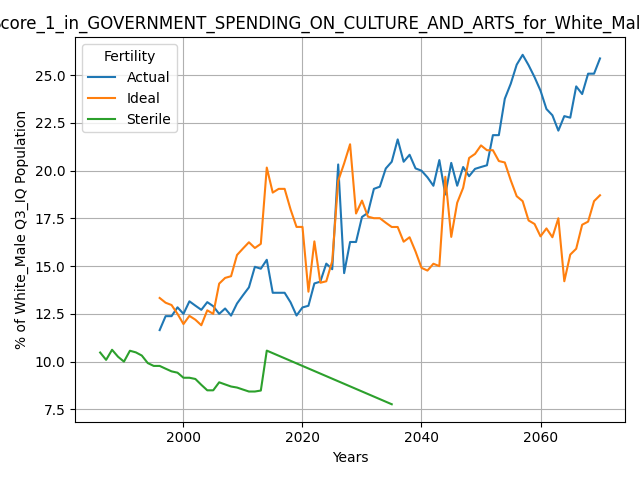 core_1_in_GOVERNMENT_SPENDING_ON_CULTURE_AND_ARTS_for_White_Mal
Fertility
Actual
Ideal
Sterile
% of White_Male Q3_IQ Population
25.0
22.5
20.0
17.5
15.0
12.5
10.0
7.5
2000 2020 2040 2060
Years